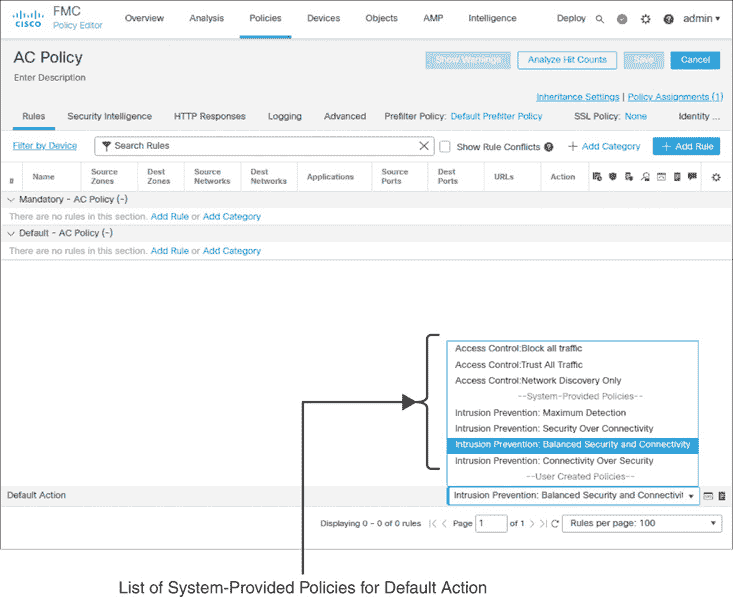 CISCO
FMC
Policy Editor
Overview
Analysis
Policies
Devices
Objects
AMP
Intelligence
Deploy
admin
AC Policy
Enter Description
Show Warnings
Analyze Hit Counts
Save
Cancel
Inheritance Settings | Policy Assignments (1)
Rules
Security Intelligence
HTTP Responses
Logging
Advanced
Prefilter Policy: Default Prefilter Policy
SSL Policy: None
Identity ...
Filter by Device
Search Rules
Show Rule Conflicts
+ Add Category
+ Add Rule
#
Name
Source Zones
Dest Zones
Source Networks
Dest Networks
Applications
Source Ports
Dest Ports
URLs
Action
Mandatory - AC Policy (-)
There are no rules in this section. Add Rule or Add Category
Default - AC Policy (-)
There are no rules in this section. Add Rule or Add Category
Access Control:Block all traffic
Access Control:Trust All Traffic
Access Control:Network Discovery Only
--System-Provided Policies--
Intrusion Prevention: Maximum Detection
Intrusion Prevention: Security Over Connectivity
Intrusion Prevention: Balanced Security and Connectivity
Intrusion Prevention: Connectivity Over Security
--User Created Policies--
Default Action
Intrusion Prevention: Balanced Security and Connectivit
Displaying 0 - 0 of 0 rules
Page 1 of 1
Rules per page: 100
List of System-Provided Policies for Default Action